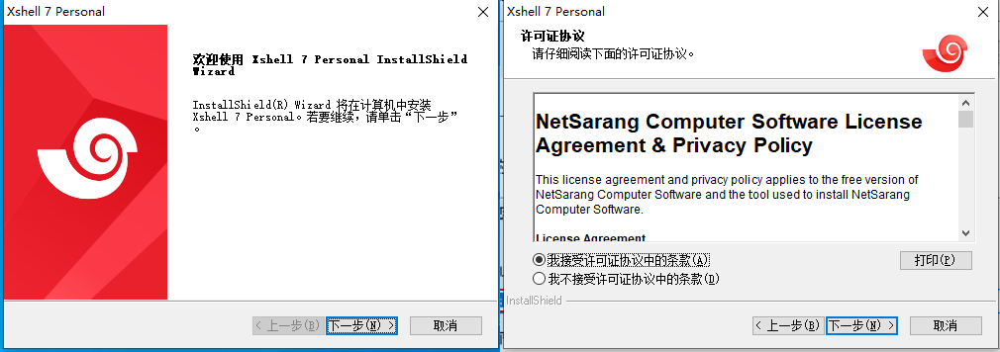 Xshell 7 Personal
欢迎使用 Xshell 7 Personal InstallShield
Wizard
InstallShield(R) Wizard 将在计算机中安装
Xshell 7 Personal。若要继续，请单击“下一步”
。
< 上一步(B)
下一步(N) >
取消
Xshell 7 Personal
许可证协议
请仔细阅读下面的许可证协议。
NetSarang Computer Software License
Agreement & Privacy Policy
This license agreement and privacy policy applies to the free version of
NetSarang Computer Software and the tool used to install NetSarang
Computer Software.
License Agreement
我接受许可证协议中的条款(A)
打印(P)
我不接受许可证协议中的条款(D)
InstallShield
< 上一步(B)
下一步(N) >
取消